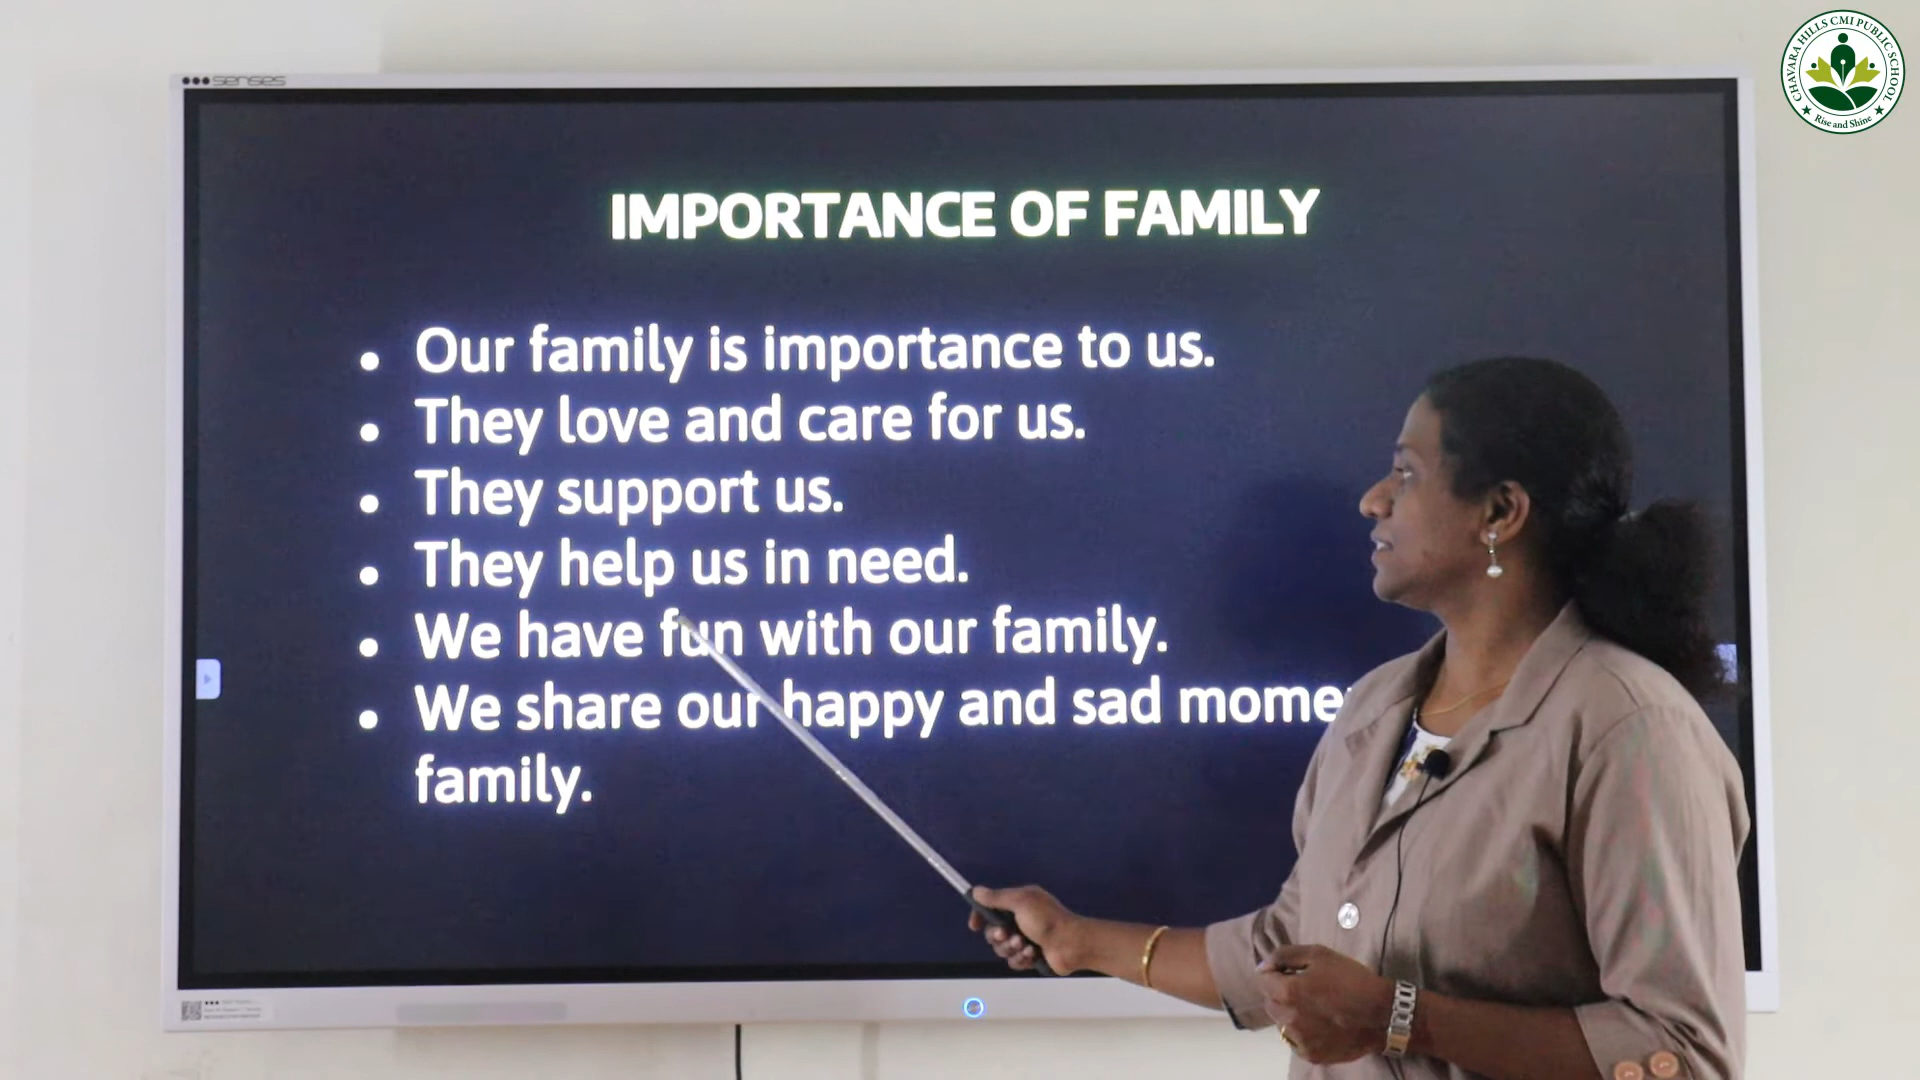 senses
CHAVARA HILLS CMI PUBLIC SCHOOL
Rise and Shine
IMPORTANCE OF FAMILY
• Our family is importance to us.
• They love and care for us.
• They support us.
• They help us in need.
• We have fun with our family.
• We share our happy and sad
family.